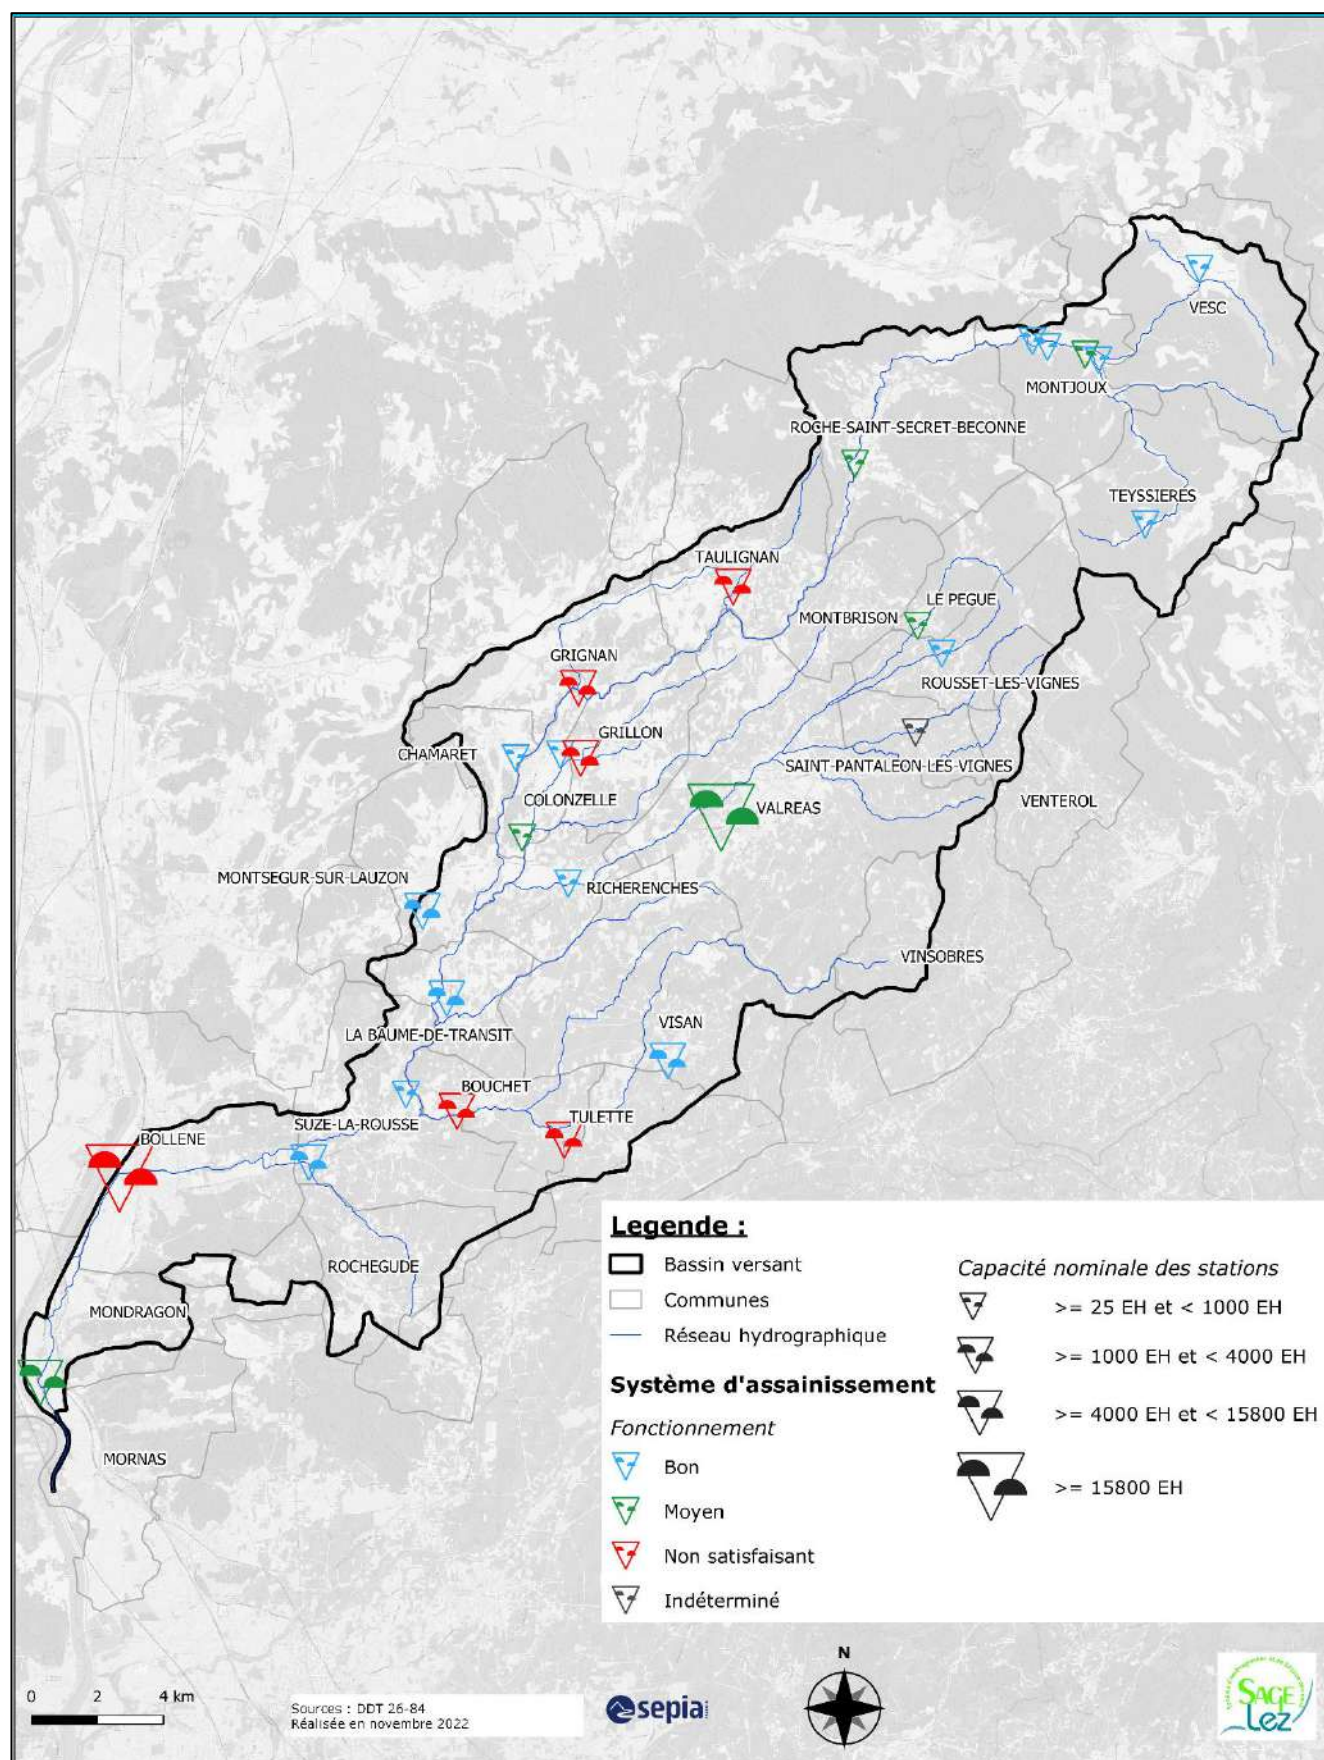 VESC
MONTJOUX
ROCHE-SAINT-SECRET-BECONNE
TEYSSIERES
TAULIGNAN
LE PEGUE
MONTBRISON
GRIGNAN
ROUSSET-LES-VIGNES
GRILLON
CHAMARET
SAINT-PANTALEON-LES-VIGNES
COLONZELLE
VALREAS
VENTEROL
MONTSEGUR-SUR-LAUZON
RICHERENCHES
VINSOBRES
VISAN
LA BAUME-DE-TRANSIT
BOUCHET
TULETTE
SUZE-LA-ROUSSE
BOLLENE
ROCHEGUDE
MONDRAGON
MORNAS
Legende :
Bassin versant
Communes
Réseau hydrographique
Système d'assainissement
Fonctionnement
Bon
Moyen
Non satisfaisant
Indéterminé
Capacité nominale des stations
>= 25 EH et < 1000 EH
>= 1000 EH et < 4000 EH
>= 4000 EH et < 15800 EH
>= 15800 EH
N
0 2 4 km
Sources : DDT 26-84
Réalisée en novembre 2022
sepia
SAGE
Lez